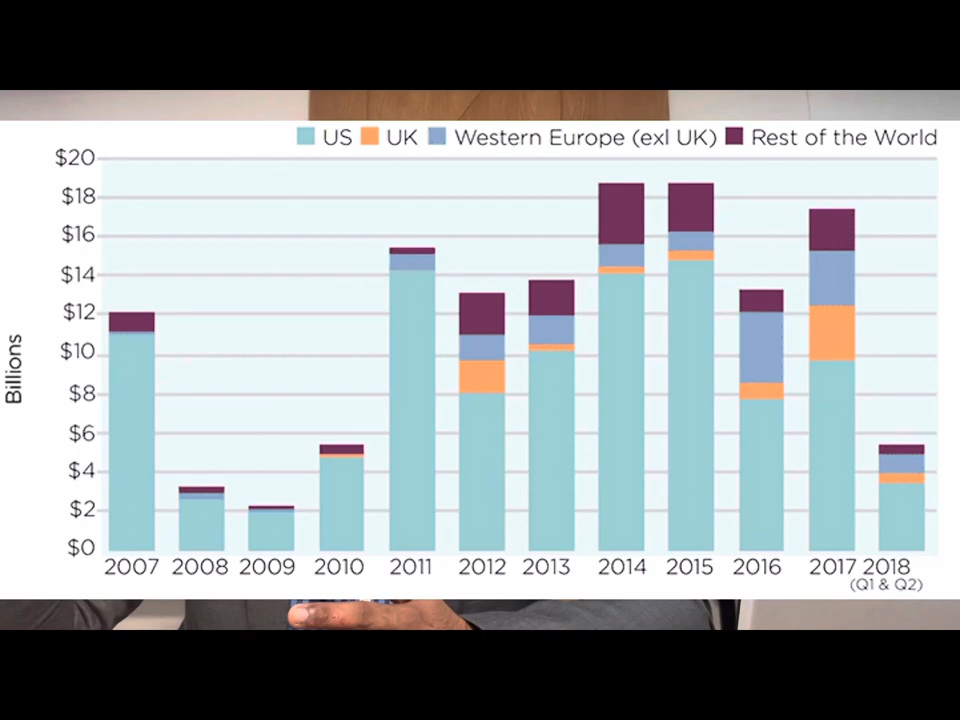 US UK Western Europe (exl UK) Rest of the World
$20
$18
$16
$14
$12
$10
$8
$6
$4
$2
$0
Billions
2007 2008 2009 2010 2011 2012 2013 2014 2015 2016 2017 2018
(Q1 & Q2)